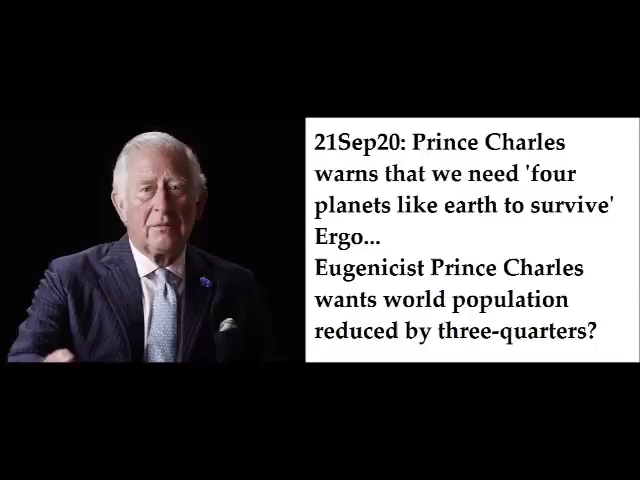 21Sep20: Prince Charles
warns that we need 'four
planets like earth to survive'
Ergo...
Eugenicist Prince Charles
wants world population
reduced by three-quarters?